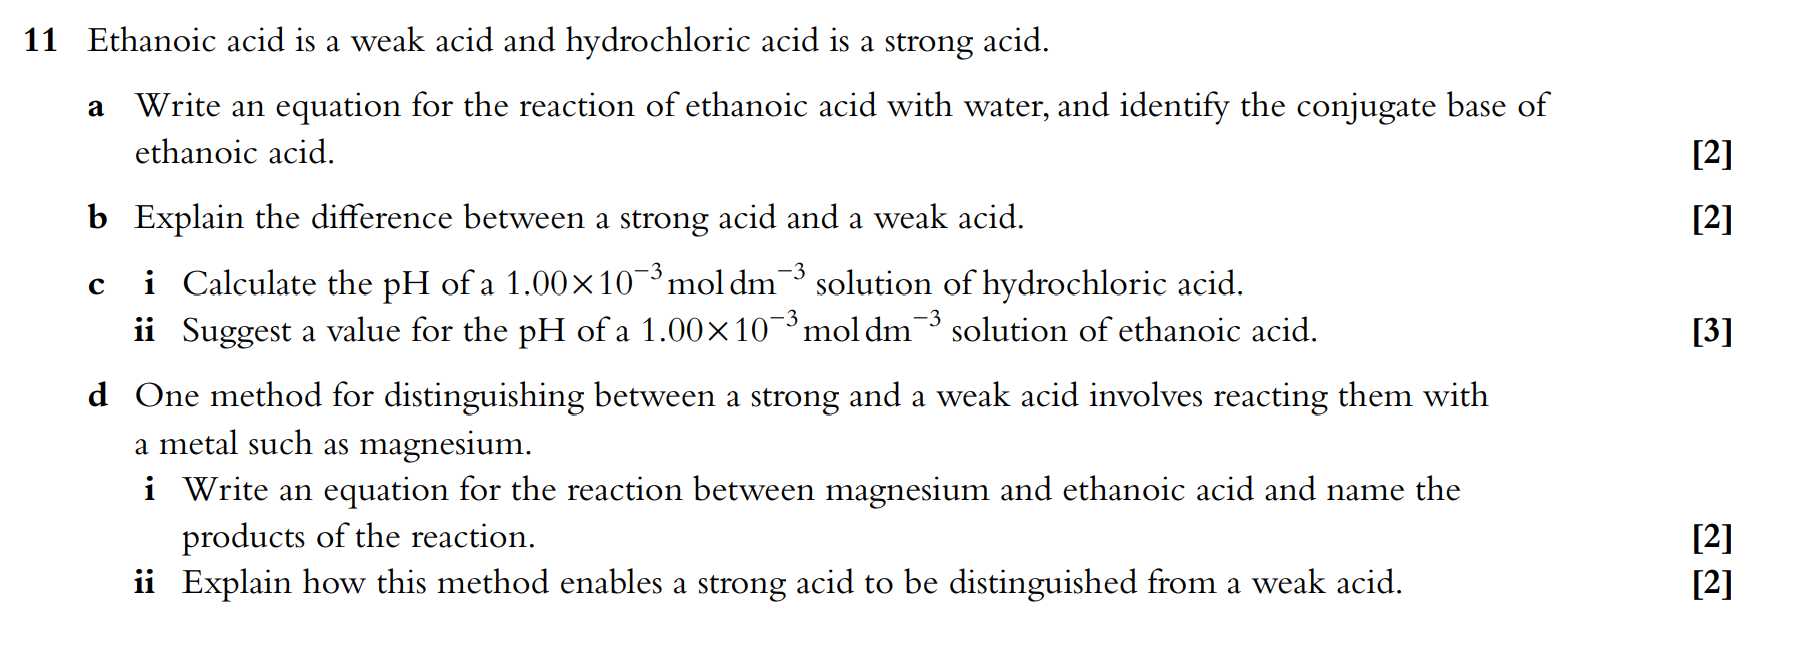 11 Ethanoic acid is a weak acid and hydrochloric acid is a strong acid.
a Write an equation for the reaction of ethanoic acid with water, and identify the conjugate base of
ethanoic acid. [2]
b Explain the difference between a strong acid and a weak acid. [2]
c i Calculate the pH of a 1.00×10⁻³ mol dm⁻³ solution of hydrochloric acid.
ii Suggest a value for the pH of a 1.00×10⁻³ mol dm⁻³ solution of ethanoic acid. [3]
d One method for distinguishing between a strong and a weak acid involves reacting them with
a metal such as magnesium.
i Write an equation for the reaction between magnesium and ethanoic acid and name the
products of the reaction. [2]
ii Explain how this method enables a strong acid to be distinguished from a weak acid. [2]